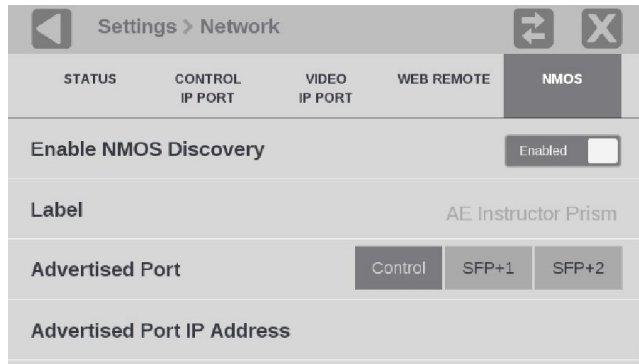 Settings > Network
STATUS
CONTROL
IP PORT
VIDEO
IP PORT
WEB REMOTE
NMOS
Enable NMOS Discovery
Enabled
Label
AE Instructor Prism
Advertised Port
Control
SFP+1
SFP+2
Advertised Port IP Address